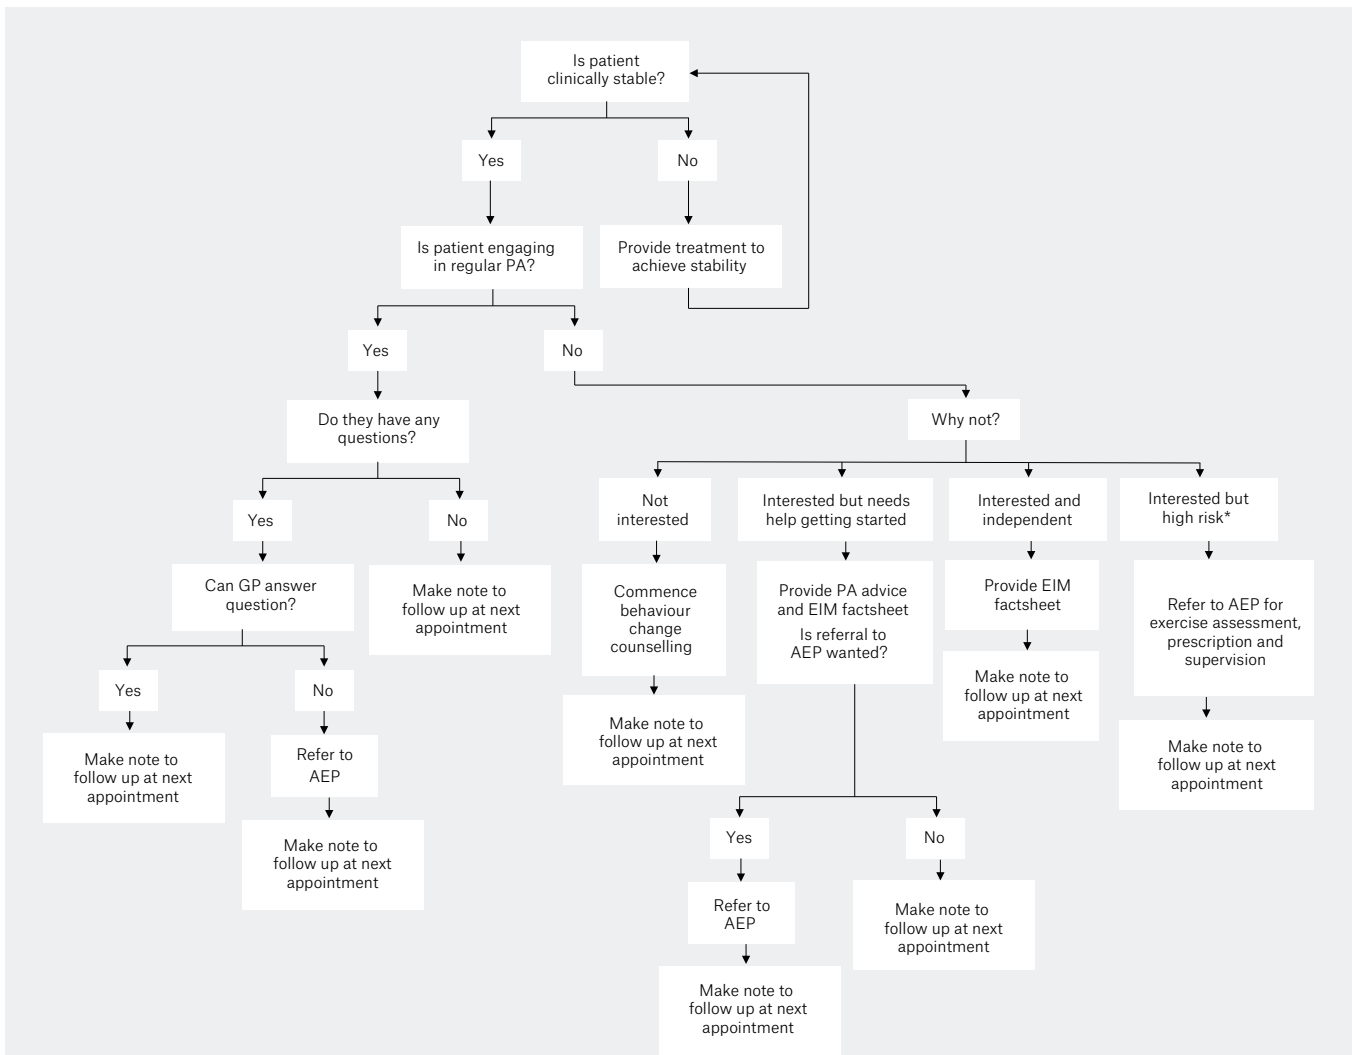 Is patient
clinically stable?
Yes
No
Is patient engaging
in regular PA?
Provide treatment to
achieve stability
Yes
No
Do they have any
questions?
Why not?
Yes
No
Not
interested
Interested but needs
help getting started
Interested and
independent
Interested but
high risk*
Can GP answer
question?
Make note to
follow up at next
appointment
Commence
behaviour
change
counselling
Provide PA advice
and EIM factsheet
Is referral to
AEP wanted?
Provide EIM
factsheet
Refer to AEP for
exercise assessment,
prescription and
supervision
Yes
No
Make note to
follow up at next
appointment
Make note to
follow up at next
appointment
Make note to
follow up at next
appointment
Make note to
follow up at next
appointment
Refer to
AEP
Make note to
follow up at next
appointment
Yes
No
Refer to
AEP
Make note to
follow up at next
appointment
Make note to
follow up at next
appointment